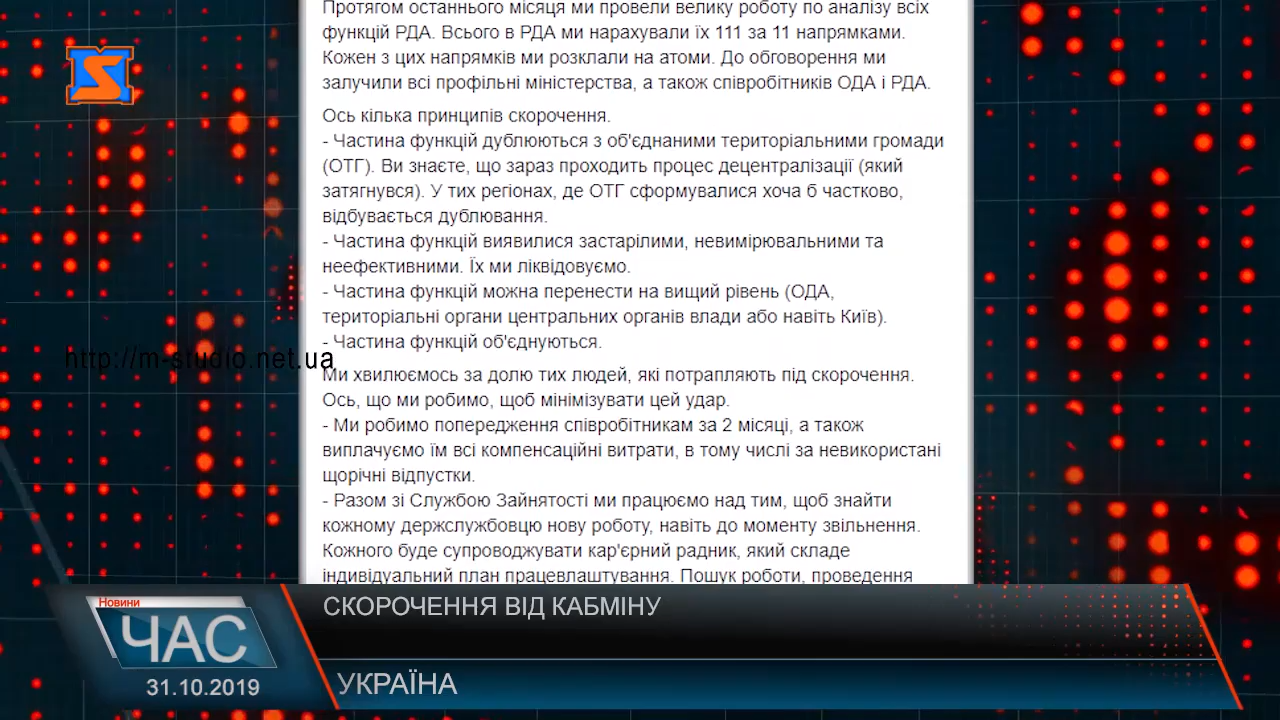 Протягом останнього місяця ми провели велику роботу по аналізу всіх
функцій РДА. Всього в РДА ми нарахували їх 111 за 11 напрямками.
Кожен з цих напрямків ми розклали на атоми. До обговорення ми
залучили всі профільні міністерства, а також співробітників ОДА і РДА.
Ось кілька принципів скорочення.
- Частина функцій дублюються з об'єднаними територіальними громади
(ОТГ). Ви знаєте, що зараз проходить процес децентралізації (який
затягнувся). У тих регіонах, де ОТГ сформувалися хоча б частково,
відбувається дублювання.
- Частина функцій виявилися застарілими, невимірювальними та
неефективними. Їх ми ліквідовуємо.
- Частина функцій можна перенести на вищий рівень (ОДА,
територіальні органи центральних органів влади або навіть Київ).
- Частина функцій об'єднуються.
http://m-studio.net.ua
Ми хвилюємось за долю тих людей, які потрапляють під скорочення.
Ось, що ми робимо, щоб мінімізувати цей удар.
- Ми робимо попередження співробітникам за 2 місяці, а також
виплачуємо їм всі компенсаційні витрати, в тому числі за невикористані
щорічні відпустки.
- Разом зі Службою Зайнятості ми працюємо над тим, щоб знайти
кожному держслужбовцю нову роботу, навіть до моменту звільнення.
Кожного буде супроводжувати кар'єрний радник, який складе
індивідуальний план працевлаштування. Пошук роботи, проведення
Новини
ЧАС
31.10.2019
СКОРОЧЕННЯ ВІД КАБМІНУ
УКРАЇНА